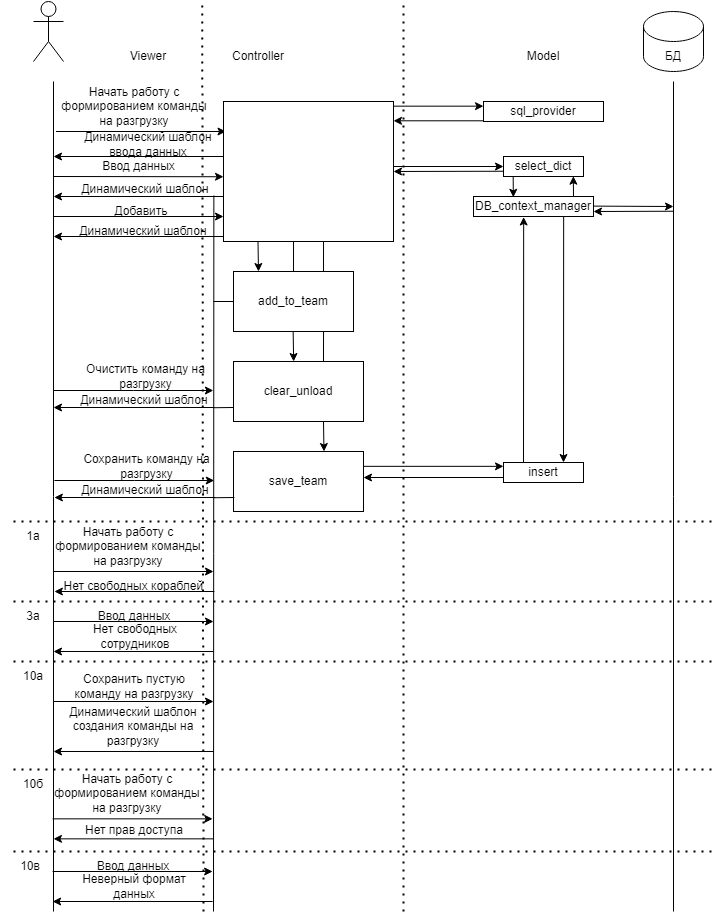 Viewer
Controller
Model
БД
Начать работу с
формированием команды
на разгрузку
sql_provider
Динамический шаблон
ввода данных
Ввод данных
select_dict
Динамический шаблон
Добавить
DB_context_manager
Динамический шаблон
add_to_team
Очистить команду на
разгрузку
clear_unload
Динамический шаблон
Сохранить команду на
разгрузку
save_team
insert
Динамический шаблон
1а
Начать работу с
формированием команды
на разгрузку
Нет свободных кораблей
3а
Ввод данных
Нет свободных
сотрудников
10а
Сохранить пустую
команду на разгрузку
Динамический шаблон
создания команды на
разгрузку
10б
Начать работу с
формированием команды
на разгрузку
Нет прав доступа
10в
Ввод данных
Неверный формат
данных